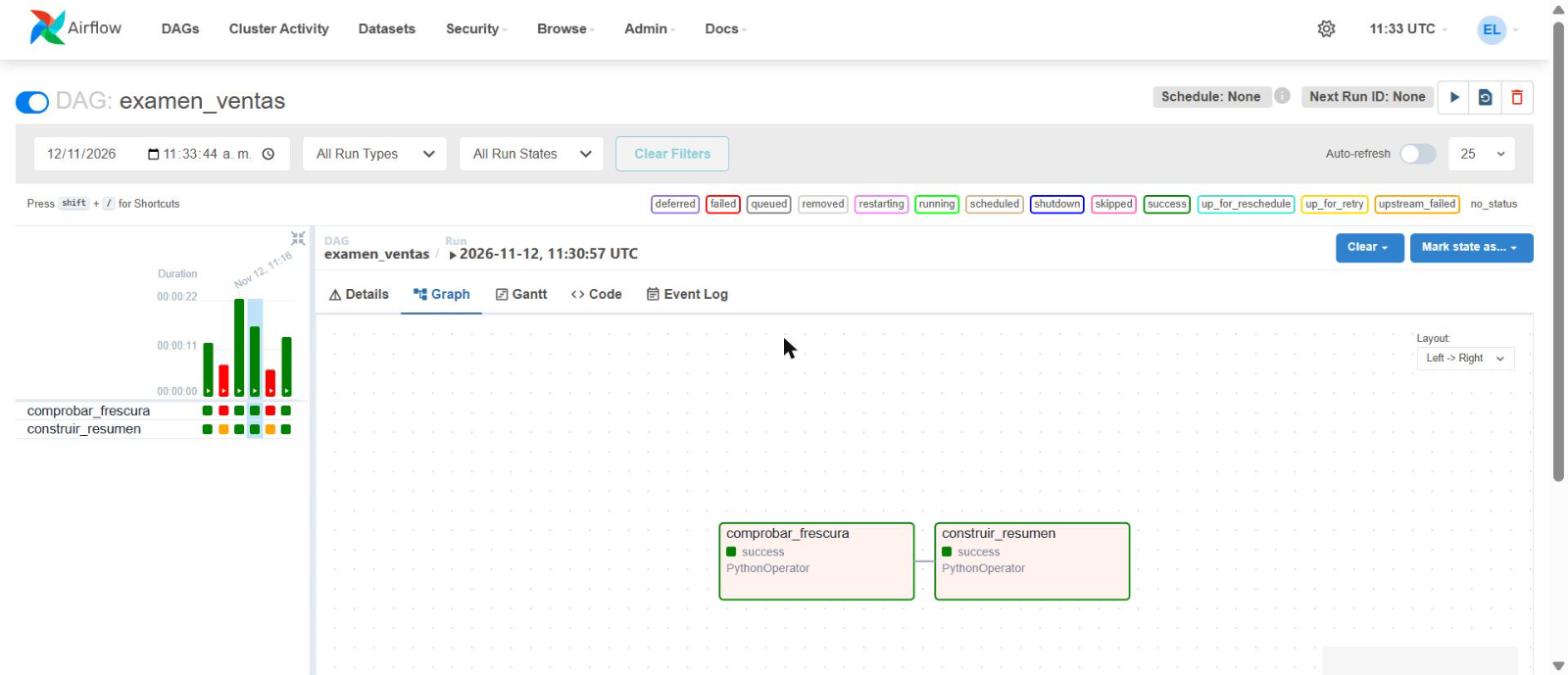 Airflow DAGs Cluster Activity Datasets Security Browse Admin Docs 11:33 UTC EL
DAG: examen_ventas Schedule: None Next Run ID: None
12/11/2026 11:33:44 a. m. All Run Types All Run States Clear Filters Auto-refresh 25
Press shift + / for Shortcuts deferred failed queued removed restarting running scheduled shutdown skipped success up_for_reschedule up_for_retry upstream_failed no_status
DAG Run
examen_ventas / 2026-11-12, 11:30:57 UTC Clear Mark state as...
Nov 12, 11:16
Duration
00:00:22
00:00:11
00:00:00
comprobar_frescura
construir_resumen
Details Graph Gantt <> Code Event Log
Layout:
Left -> Right
comprobar_frescura
success
PythonOperator
construir_resumen
success
PythonOperator